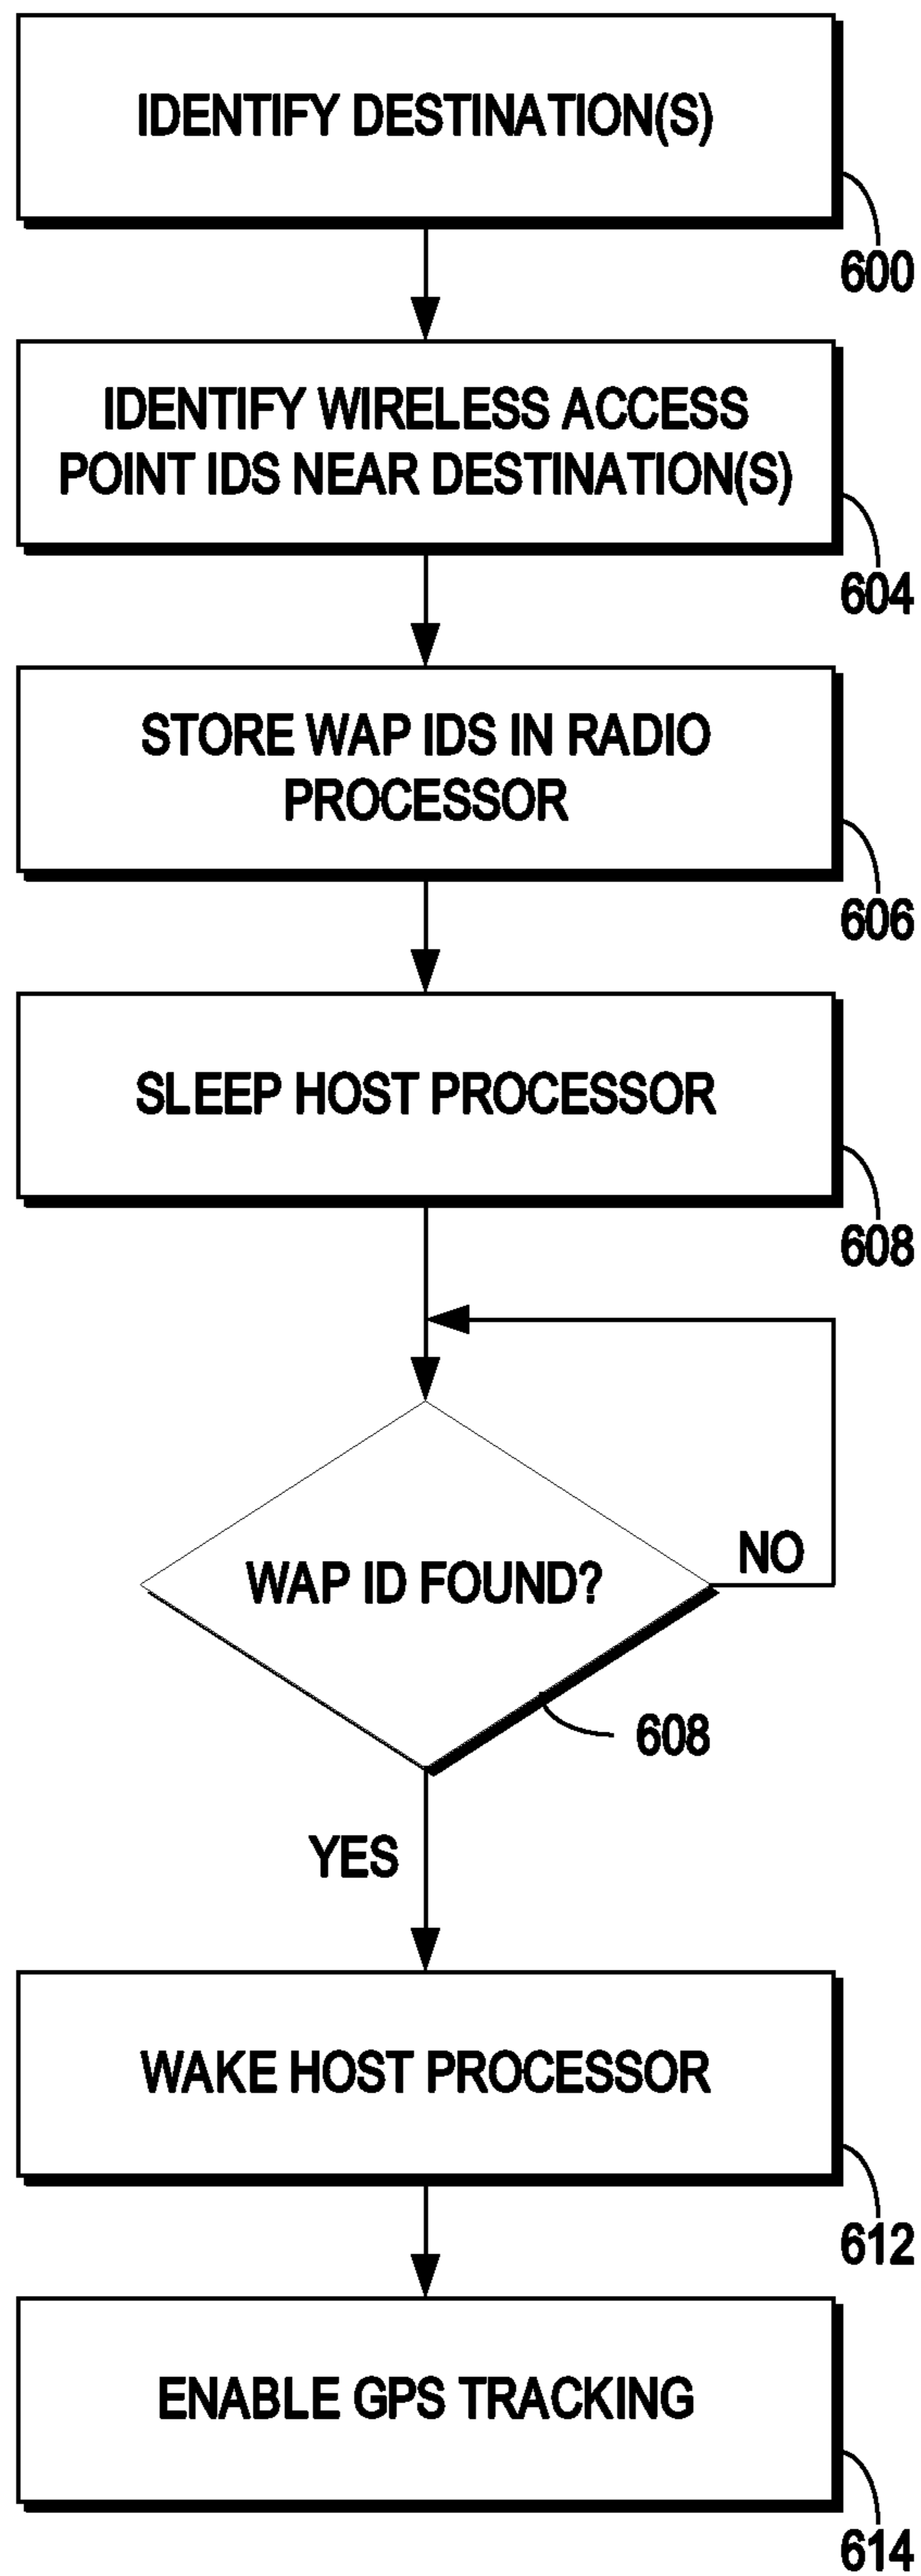 IDENTIFY DESTINATION(S)
600
IDENTIFY WIRELESS ACCESS
POINT IDS NEAR DESTINATION(S)
604
STORE WAP IDS IN RADIO
PROCESSOR
606
SLEEP HOST PROCESSOR
608
NO
WAP ID FOUND?
608
YES
WAKE HOST PROCESSOR
612
ENABLE GPS TRACKING
614